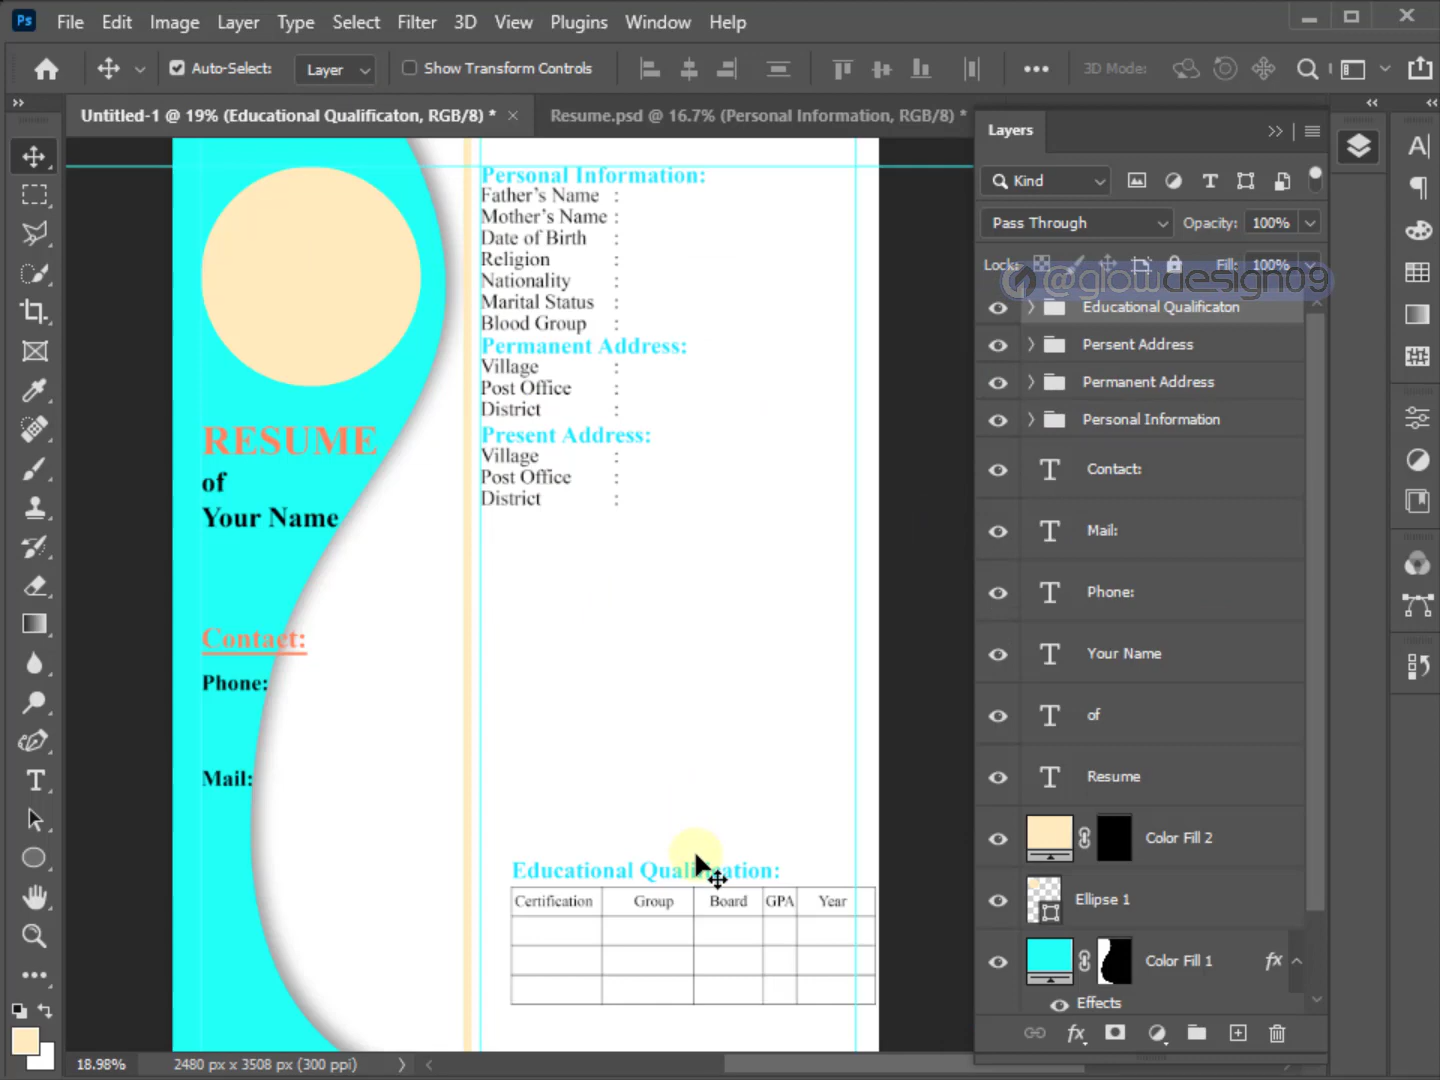 Ps File Edit Image Layer Type Select Filter 3D View Plugins Window Help
Auto-Select: Layer Show Transform Controls 3D Mode:
Untitled-1 @ 19% (Educational Qualificaton, RGB/8) * Resume.psd @ 16.7% (Personal Information, RGB/8) *
Layers
Kind
Pass Through Opacity: 100%
Lock: Fill: 100%
@glowdesign09
Educational Qualificaton
Persent Address
Permanent Address
Personal Information
Contact:
Mail:
Phone:
Your Name
of
Resume
Color Fill 2
Ellipse 1
Color Fill 1 fx
Effects
RESUME
of
Your Name
Contact:
Phone:
Mail:
Personal Information:
Father’s Name :
Mother’s Name :
Date of Birth :
Religion :
Nationality :
Marital Status :
Blood Group :
Permanent Address:
Village :
Post Office :
District :
Present Address:
Village :
Post Office :
District :
Educational Qualification:
Certification Group Board GPA Year
18.98% 2480 px x 3508 px (300 ppi)